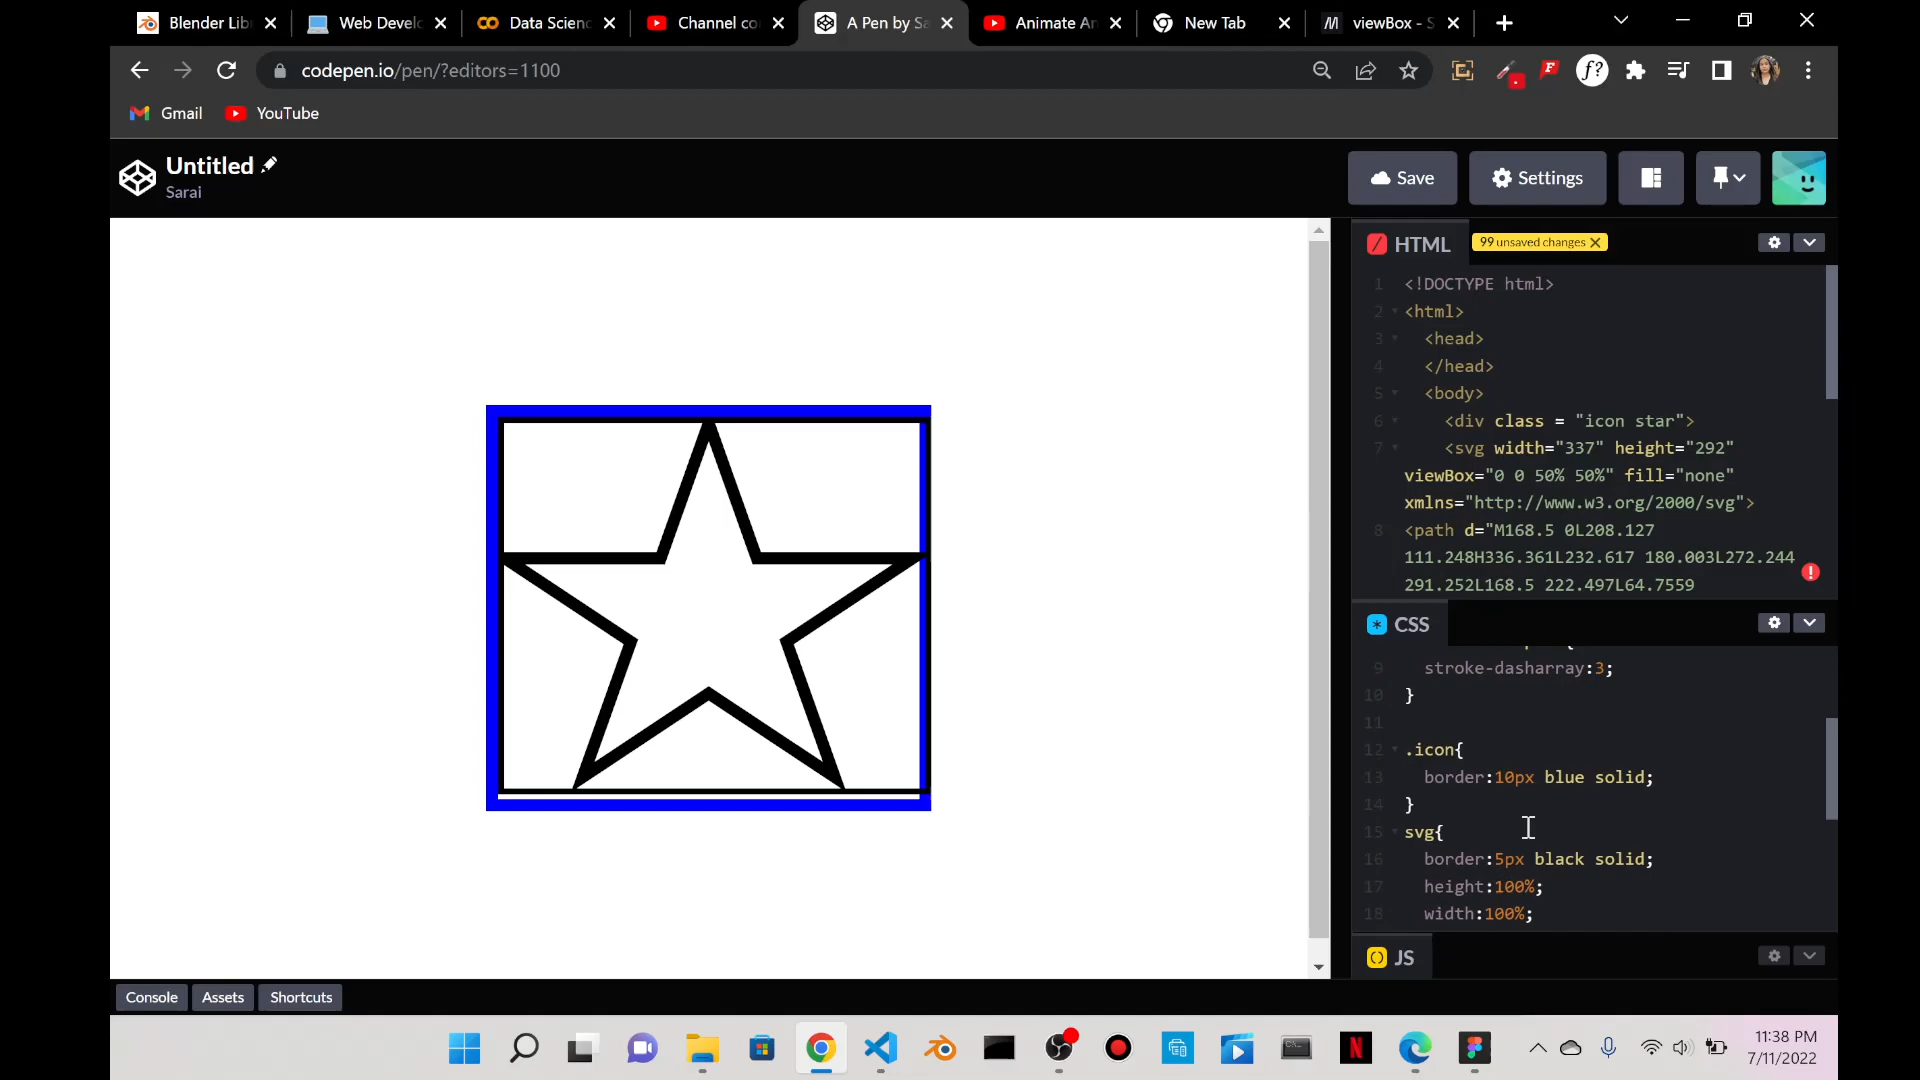 Blender Lib
Web Develo
Data Scienc
Channel co
A Pen by Sa
Animate An
New Tab
viewBox - S
codepen.io/pen/?editors=1100
Gmail
YouTube
Untitled
Sarai
Save
Settings
HTML
99 unsaved changes
1 <!DOCTYPE html>
2 <html>
3 <head>
4 </head>
5 <body>
6 <div class = "icon star">
7 <svg width="337" height="292"
viewBox="0 0 50% 50%" fill="none"
xmlns="http://www.w3.org/2000/svg">
8 <path d="M168.5 0L208.127
111.248H336.361L232.617 180.003L272.244
291.252L168.5 222.497L64.7559
CSS
9 stroke-dasharray:3;
10 }
11
12 .icon{
13 border:10px blue solid;
14 }
15 svg{
16 border:5px black solid;
17 height:100%;
18 width:100%;
JS
Console
Assets
Shortcuts
11:38 PM
7/11/2022